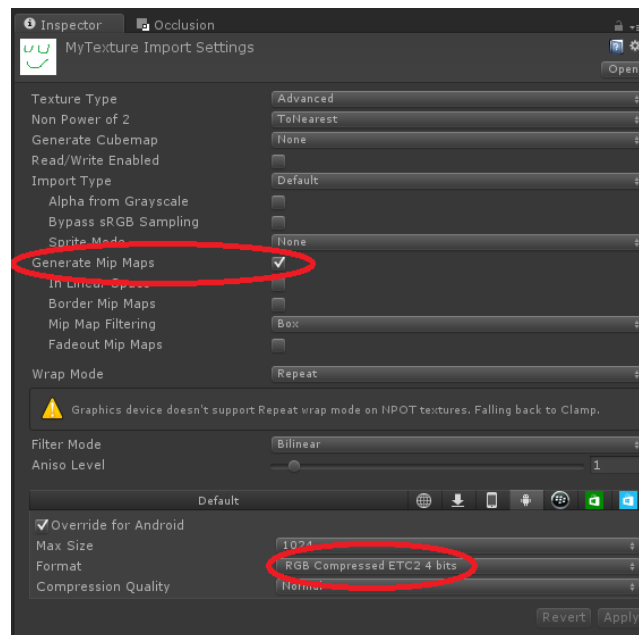 Inspector Occlusion
MyTexture Import Settings
Open
Texture Type Advanced
Non Power of 2 ToNearest
Generate Cubemap None
Read/Write Enabled
Import Type Default
Alpha from Grayscale
Bypass sRGB Sampling
Sprite Mode None
Generate Mip Maps
In Linear Space
Border Mip Maps
Mip Map Filtering Box
Fadeout Mip Maps
Wrap Mode Repeat
Graphics device doesn't support Repeat wrap mode on NPOT textures. Falling back to Clamp.
Filter Mode Bilinear
Aniso Level 1
Default
Override for Android
Max Size 1024
Format RGB Compressed ETC2 4 bits
Compression Quality Normal
Revert Apply